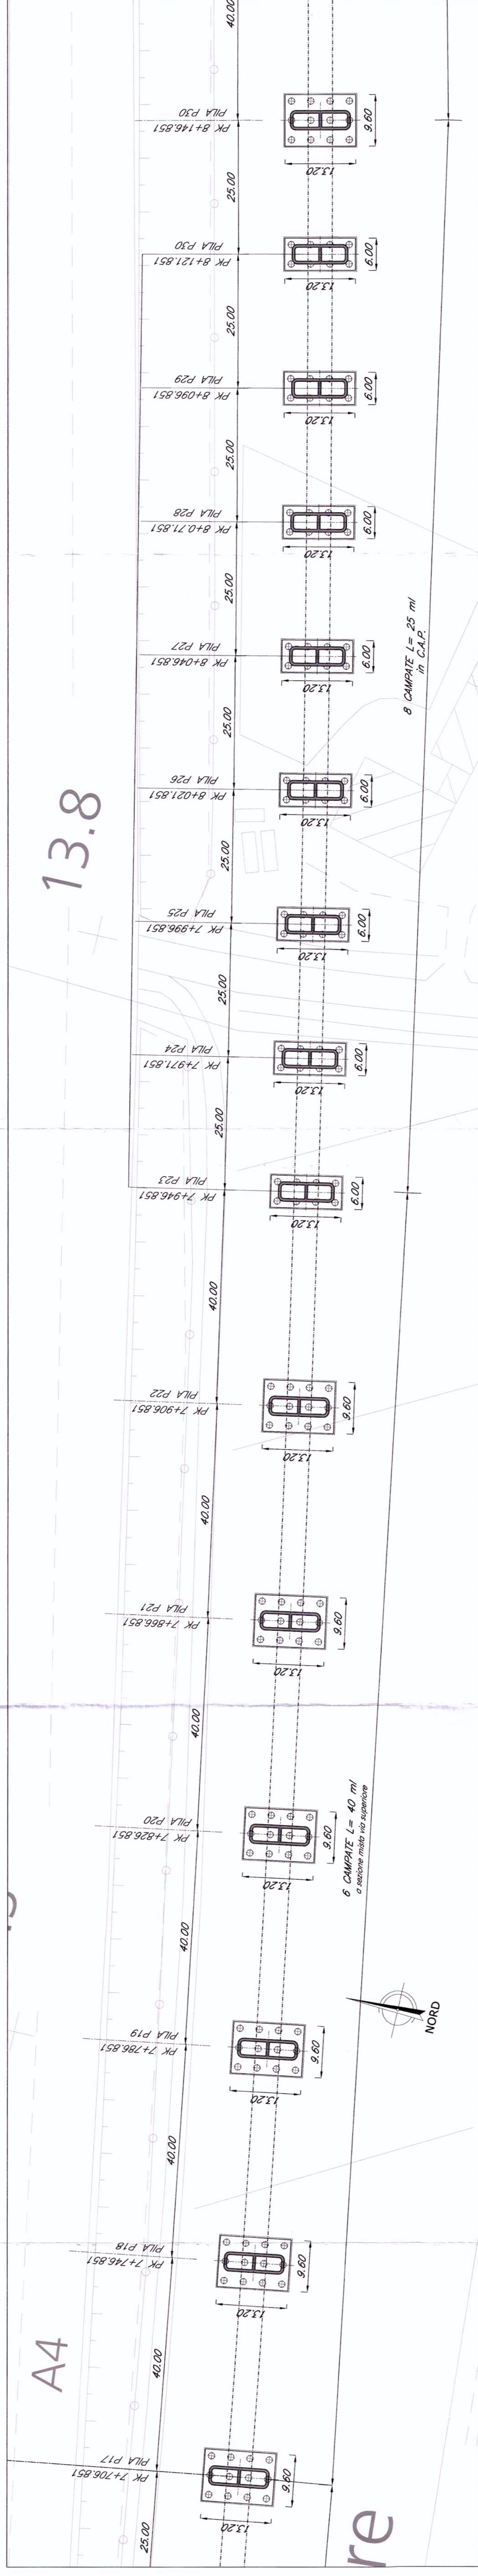 40.00
PILA P30
PK 8+146.851
9.60
13.20
25.00
PILA P30
PK 8+121.851
6.00
13.20
25.00
PILA P29
PK 8+096.851
6.00
13.20
25.00
PILA P28
PK 8+0.71.851
6.00
13.20
25.00
PILA P27
PK 8+046.851
6.00
13.20
8 CAMPATE L= 25 ml
in C.A.P.
25.00
13.8
PILA P26
PK 8+021.851
6.00
13.20
25.00
PILA P25
PK 7+996.851
6.00
13.20
25.00
PILA P24
PK 7+971.851
6.00
13.20
25.00
PILA P23
PK 7+946.851
6.00
13.20
40.00
PILA P22
PK 7+906.851
9.60
13.20
40.00
PILA P21
PK 7+866.851
9.60
13.20
40.00
PILA P20
PK 7+826.851
9.60
13.20
6 CAMPATE L= 40 ml
a sezione mista via superiore
40.00
PILA P19
PK 7+786.851
9.60
13.20
NORD
40.00
PILA P18
PK 7+746.851
9.60
13.20
A4
40.00
PILA P17
PK 7+706.851
9.60
13.20
25.00
re